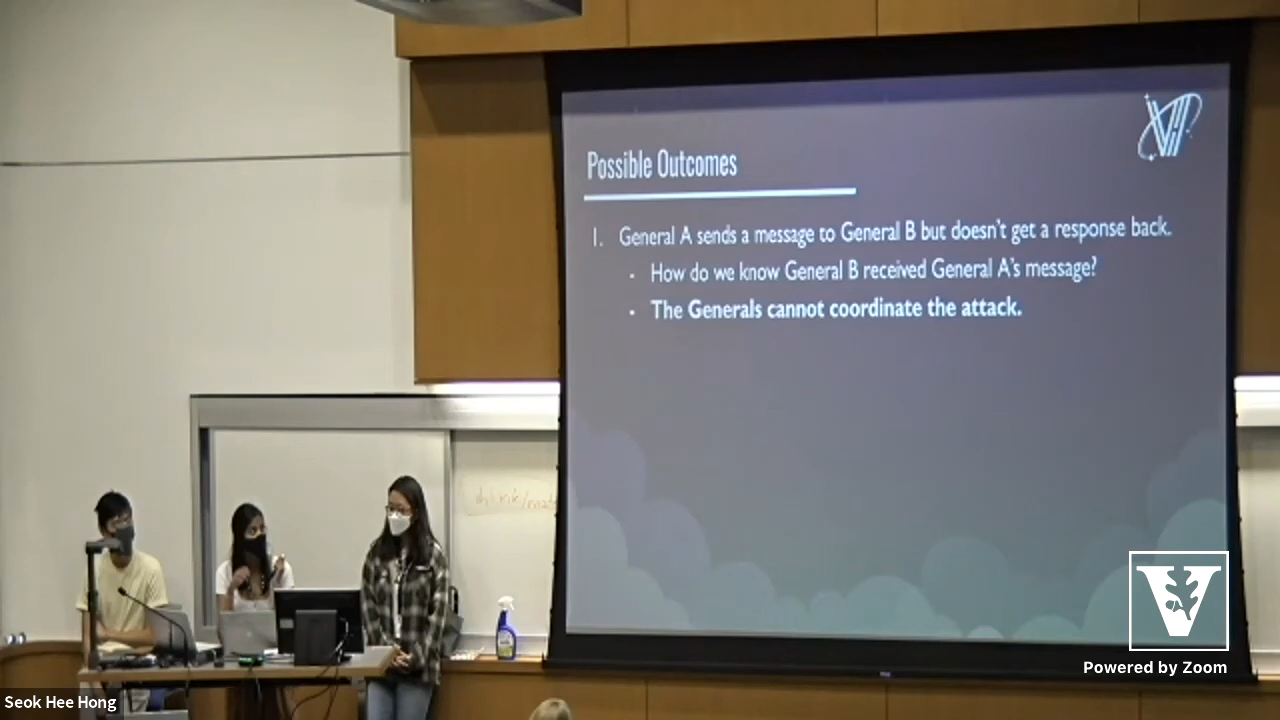 Possible Outcomes
1. General A sends a message to General B but doesn't get a response back.
• How do we know General B received General A's message?
• The Generals cannot coordinate the attack.
V
Powered by Zoom
Seok Hee Hong